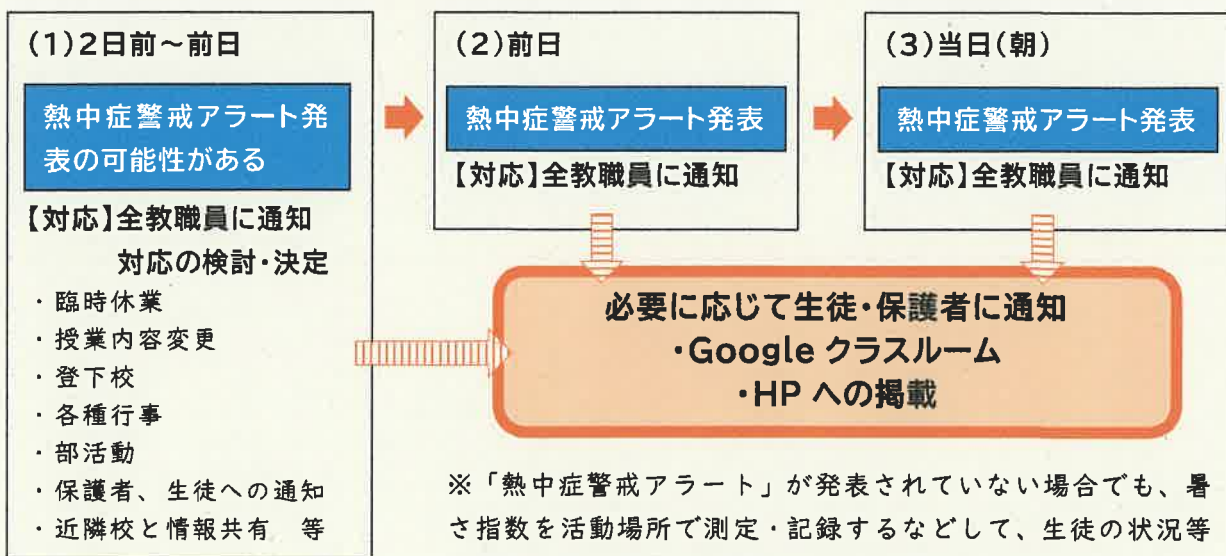 (1)2日前～前日
熱中症警戒アラート発
表の可能性がある
【対応】全教職員に通知
対応の検討・決定
・臨時休業
・授業内容変更
・登下校
・各種行事
・部活動
・保護者、生徒への通知
・近隣校と情報共有　等
(2)前日
熱中症警戒アラート発表
【対応】全教職員に通知
(3)当日(朝)
熱中症警戒アラート発表
【対応】全教職員に通知
必要に応じて生徒・保護者に通知
・Google クラスルーム
・HP への掲載
※「熱中症警戒アラート」が発表されていない場合でも、暑
さ指数を活動場所で測定・記録するなどして、生徒の状況等